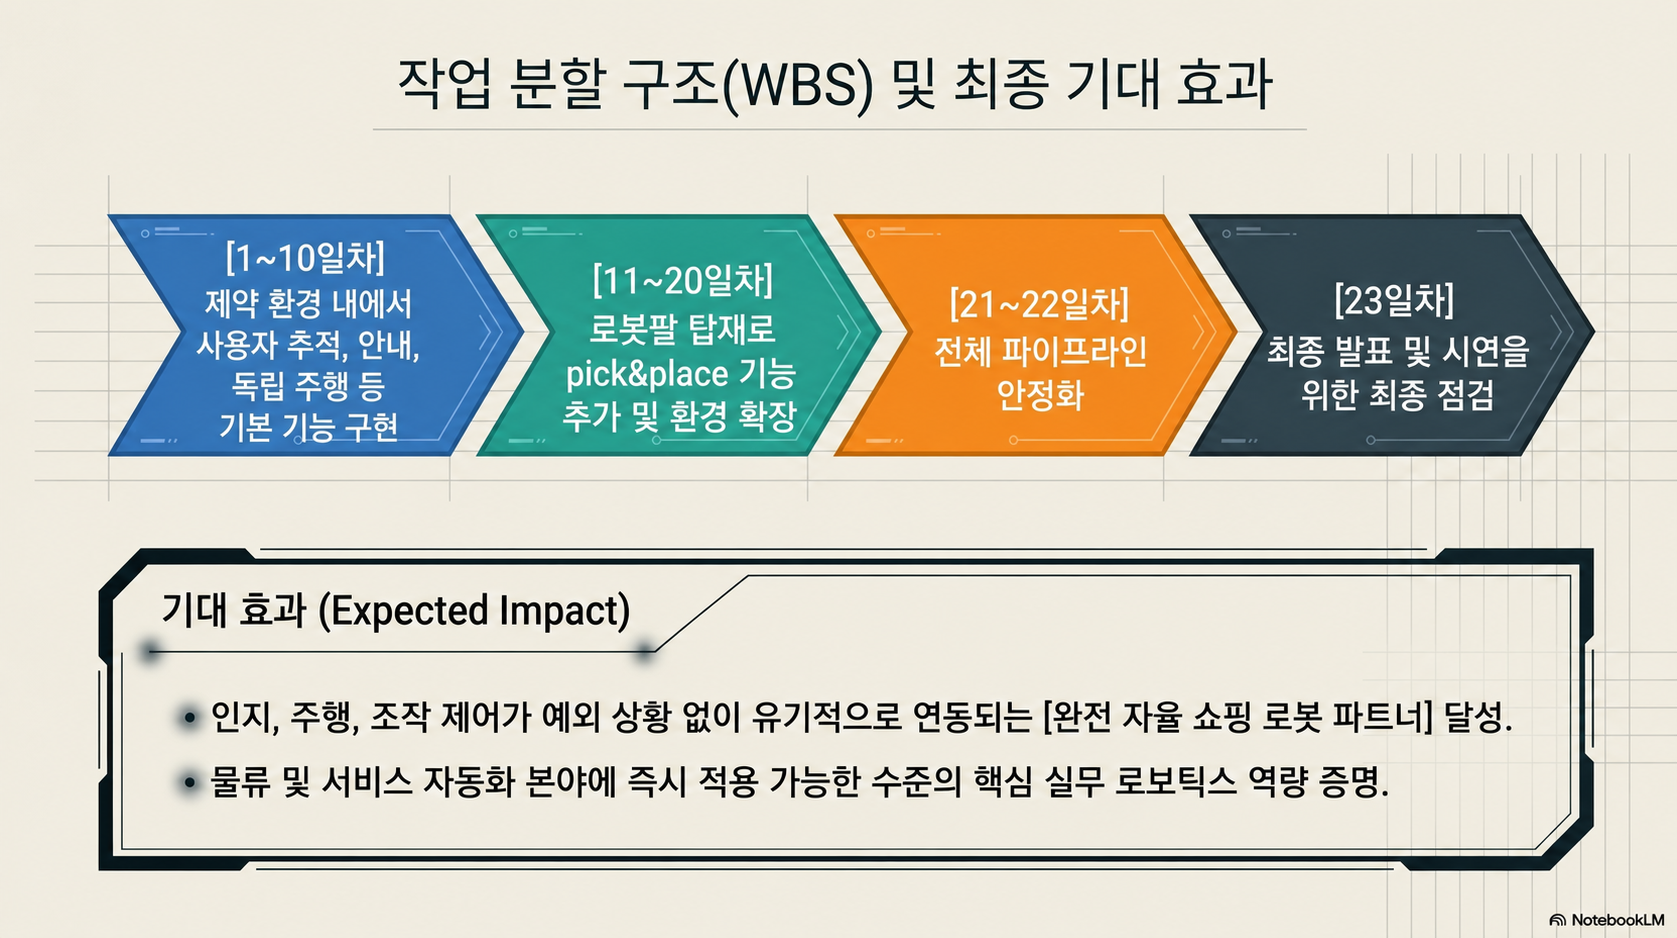 작업 분할 구조(WBS) 및 최종 기대 효과
[1~10일차]
제약 환경 내에서
사용자 추적, 안내,
독립 주행 등
기본 기능 구현
[11~20일차]
로봇팔 탑재로
pick&place 기능
추가 및 환경 확장
[21~22일차]
전체 파이프라인
안정화
[23일차]
최종 발표 및 시연을
위한 최종 점검
기대 효과 (Expected Impact)
• 인지, 주행, 조작 제어가 예외 상황 없이 유기적으로 연동되는 [완전 자율 쇼핑 로봇 파트너] 달성.
• 물류 및 서비스 자동화 본야에 즉시 적용 가능한 수준의 핵심 실무 로보틱스 역량 증명.
NotebookLM